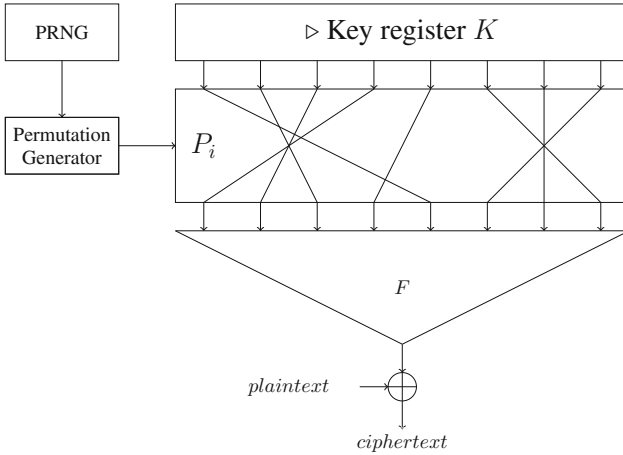 PRNG
▷ Key register K
Permutation
Generator
P_i
F
plaintext
ciphertext